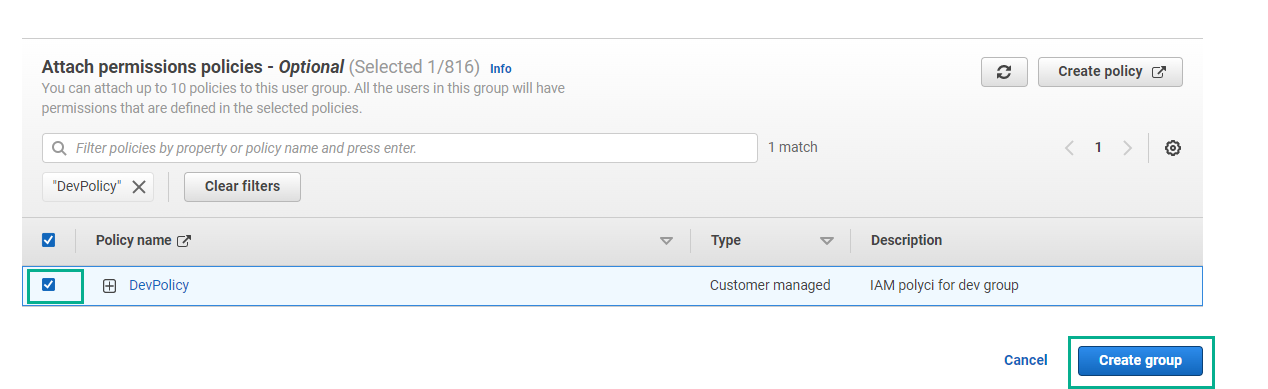 Attach permissions policies - Optional (Selected 1/816) Info
You can attach up to 10 policies to this user group. All the users in this group will have
permissions that are defined in the selected policies.
Create policy
Filter policies by property or policy name and press enter.
1 match
1
"DevPolicy"
Clear filters
Policy name
Type
Description
DevPolicy
Customer managed
IAM polyci for dev group
Cancel
Create group